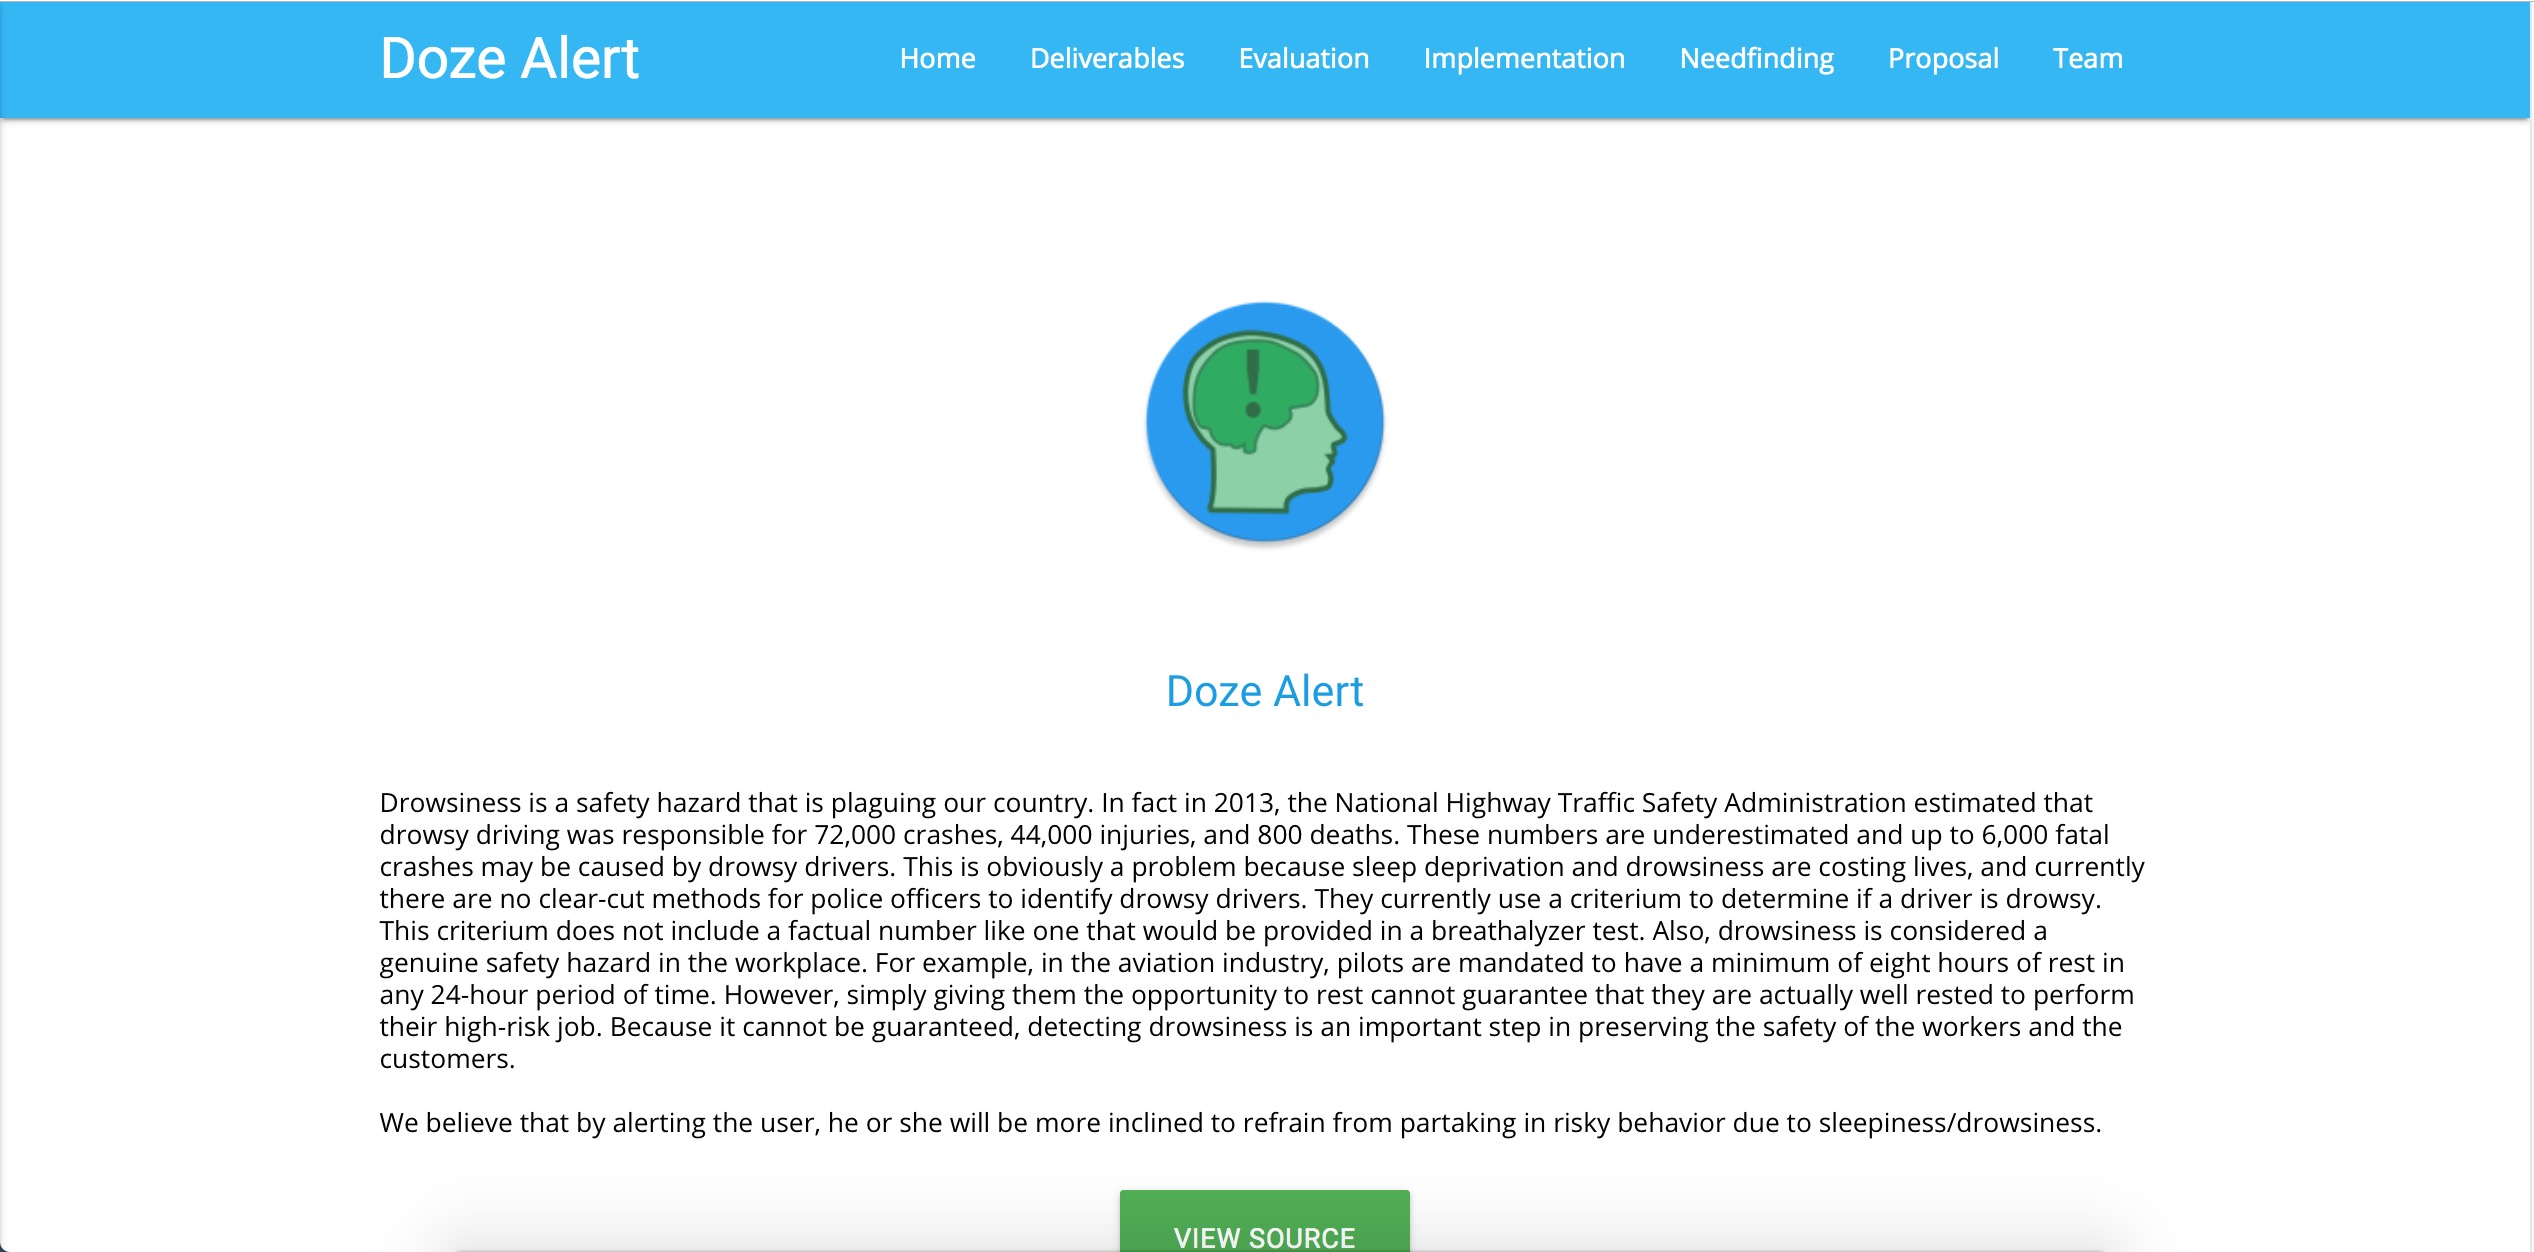 Doze Alert
Home Deliverables Evaluation Implementation Needfinding Proposal Team
!
Doze Alert
Drowsiness is a safety hazard that is plaguing our country. In fact in 2013, the National Highway Traffic Safety Administration estimated that
drowsy driving was responsible for 72,000 crashes, 44,000 injuries, and 800 deaths. These numbers are underestimated and up to 6,000 fatal
crashes may be caused by drowsy drivers. This is obviously a problem because sleep deprivation and drowsiness are costing lives, and currently
there are no clear-cut methods for police officers to identify drowsy drivers. They currently use a criterium to determine if a driver is drowsy.
This criterium does not include a factual number like one that would be provided in a breathalyzer test. Also, drowsiness is considered a
genuine safety hazard in the workplace. For example, in the aviation industry, pilots are mandated to have a minimum of eight hours of rest in
any 24-hour period of time. However, simply giving them the opportunity to rest cannot guarantee that they are actually well rested to perform
their high-risk job. Because it cannot be guaranteed, detecting drowsiness is an important step in preserving the safety of the workers and the
customers.
We believe that by alerting the user, he or she will be more inclined to refrain from partaking in risky behavior due to sleepiness/drowsiness.
VIEW SOURCE